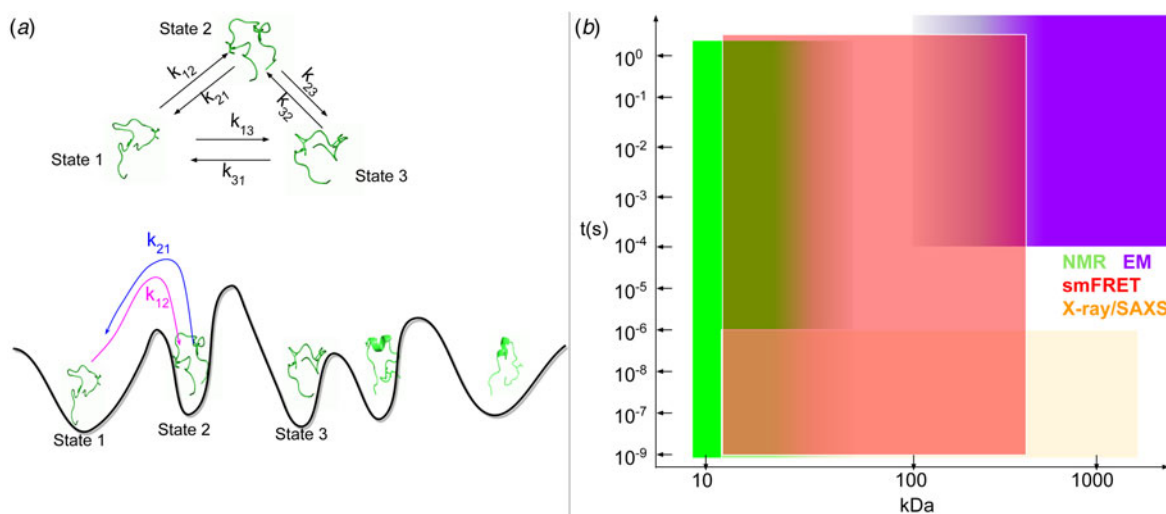 (a)
State 2
k12
k21
k23
k32
k13
k31
State 1
State 3
k21
k12
State 1
State 2
State 3
(b)
10^0
10^-1
10^-2
10^-3
t(s)
10^-4
10^-5
10^-6
10^-8
10^-7
10^-9
NMR EM
smFRET
X-ray/SAXS
10 100 1000
kDa